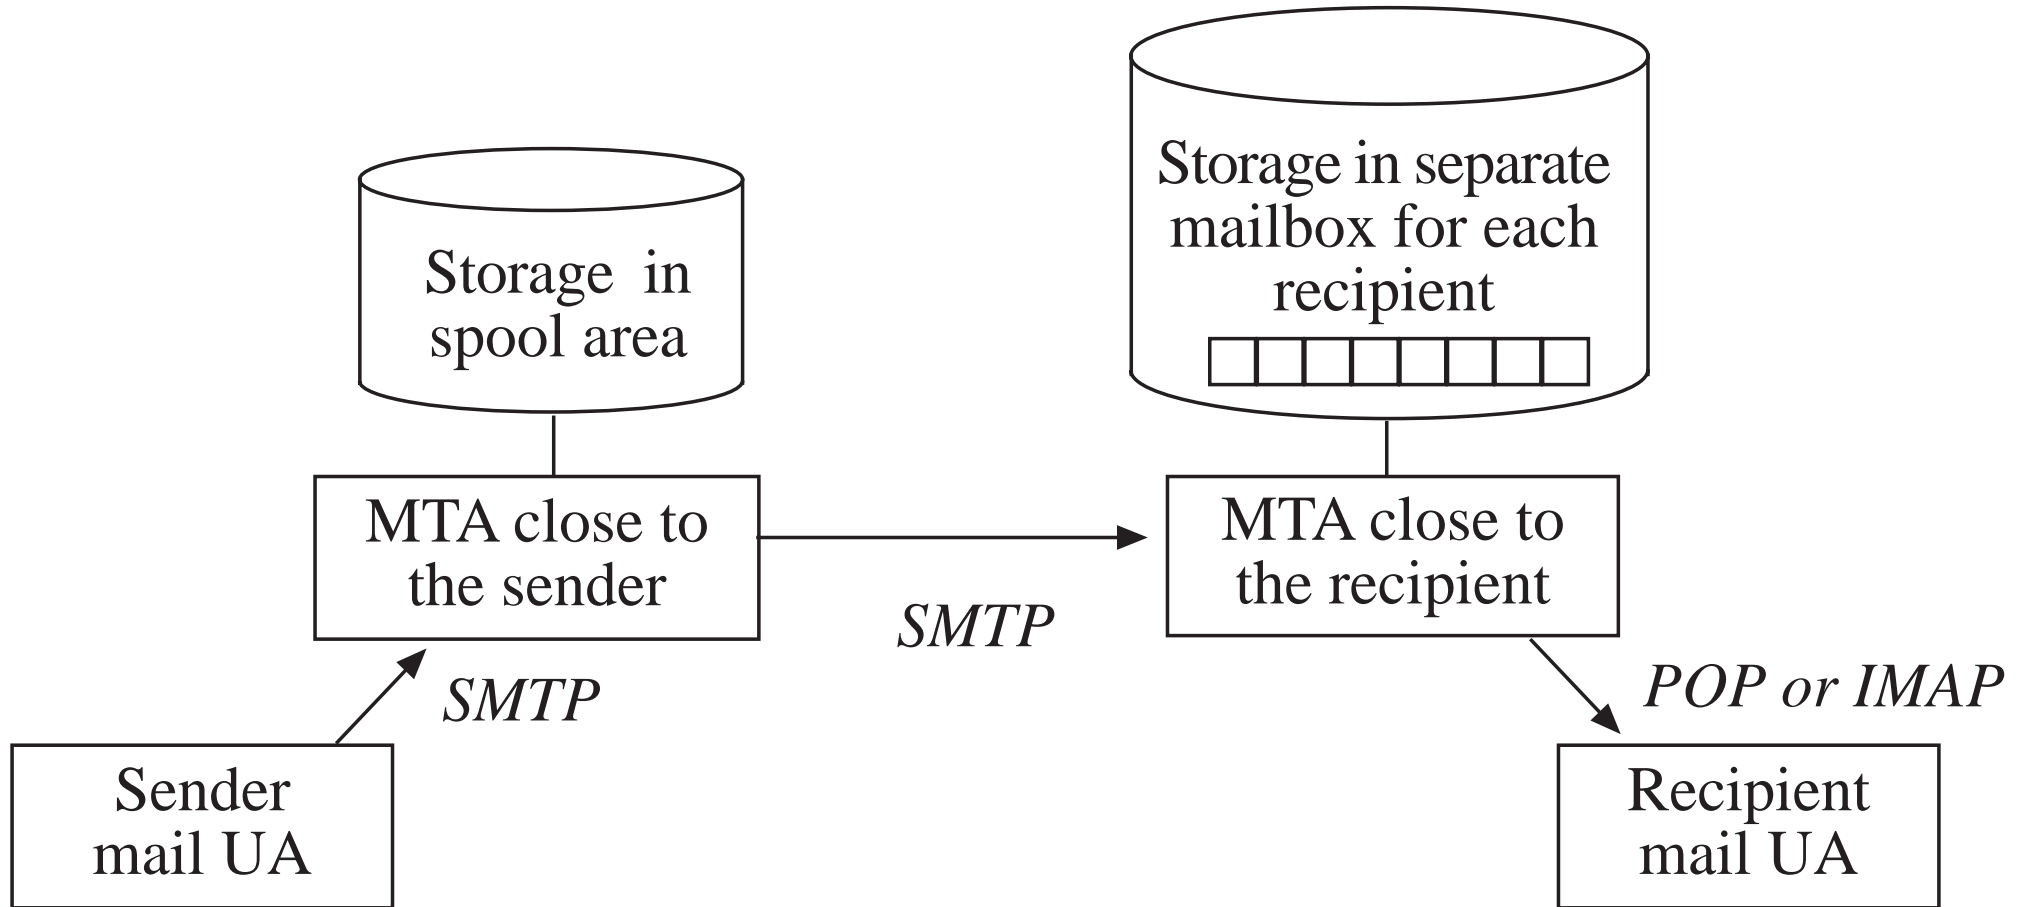 Storage in separate
mailbox for each
recipient
Storage in
spool area
MTA close to
the sender
MTA close to
the recipient
SMTP
SMTP
POP or IMAP
Sender
mail UA
Recipient
mail UA